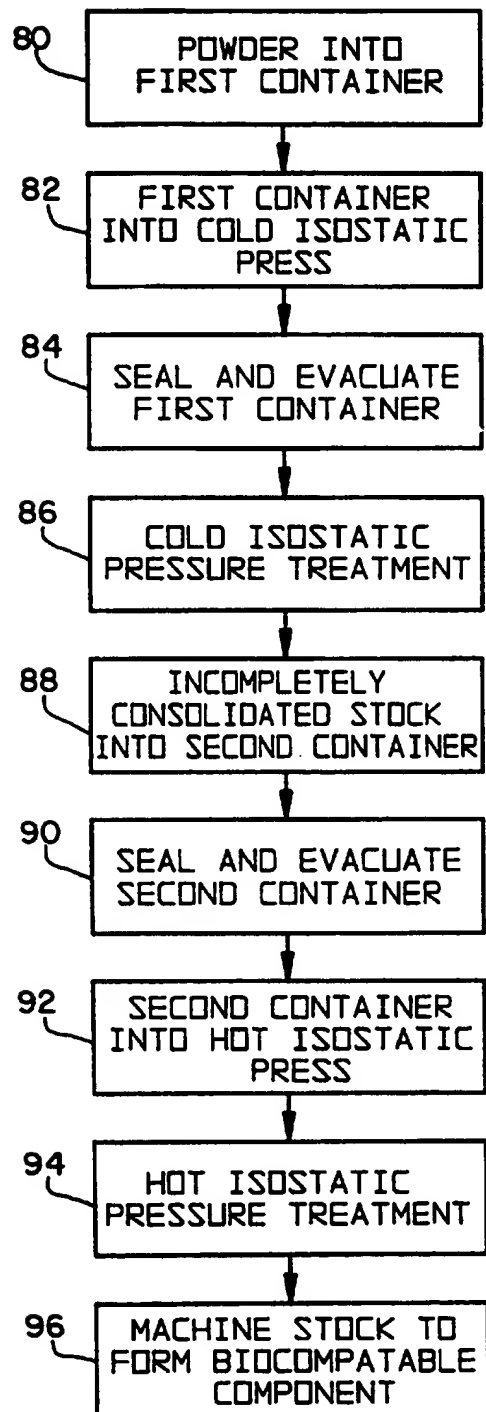 80
POWDER INTO
FIRST CONTAINER
82
FIRST CONTAINER
INTO COLD ISOSTATIC
PRESS
84
SEAL AND EVACUATE
FIRST CONTAINER
86
COLD ISOSTATIC
PRESSURE TREATMENT
88
INCOMPLETELY
CONSOLIDATED STOCK
INTO SECOND CONTAINER
90
SEAL AND EVACUATE
SECOND CONTAINER
92
SECOND CONTAINER
INTO HOT ISOSTATIC
PRESS
94
HOT ISOSTATIC
PRESSURE TREATMENT
96
MACHINE STOCK TO
FORM BIOCOMPATABLE
COMPONENT